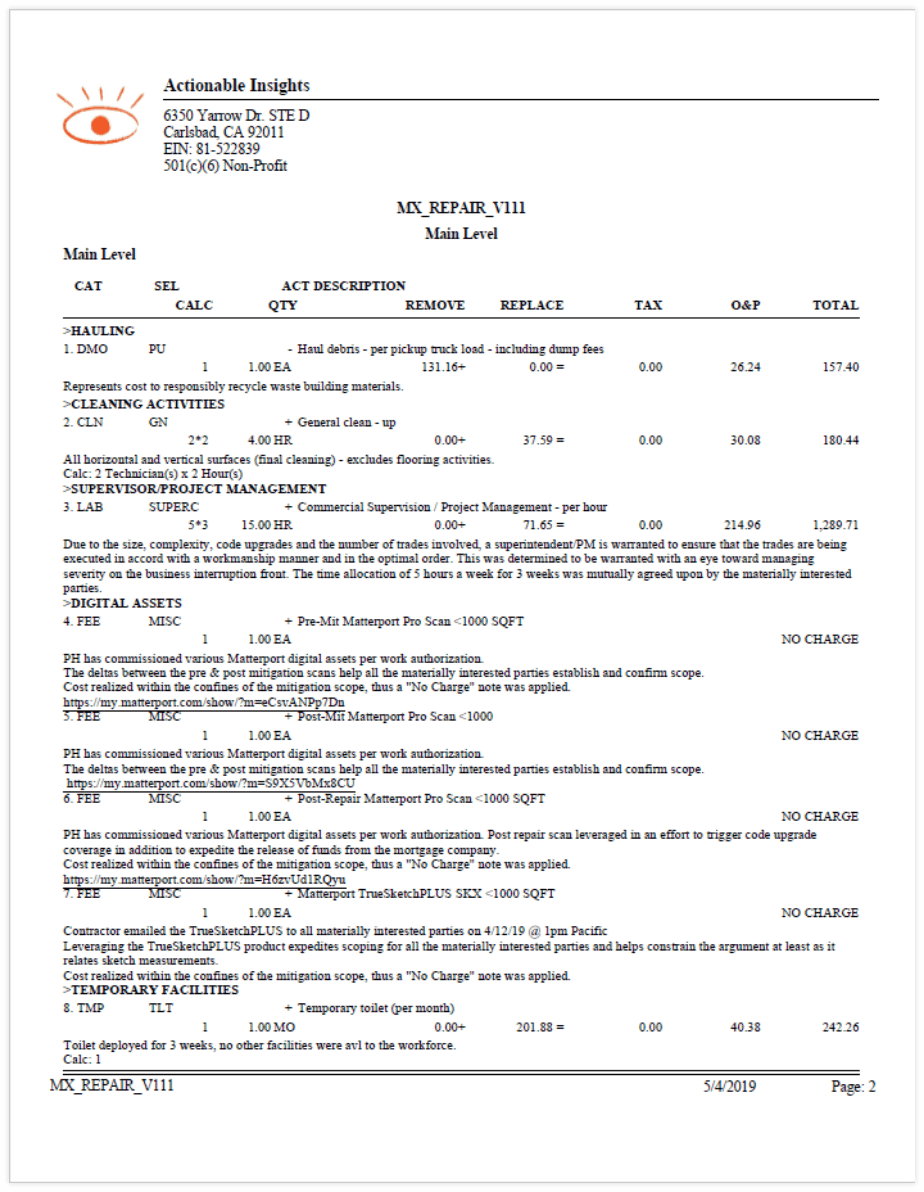 Actionable Insights
6350 Yarrow Dr. STE D
Carlsbad, CA 92011
EIN: 81-522839
501(c)(6) Non-Profit
MX_REPAIR_V111
Main Level
Main Level
CAT SEL ACT DESCRIPTION
CALC QTY REMOVE REPLACE TAX O&P TOTAL
>HAULING
1. DMO PU - Haul debris - per pickup truck load - including dump fees
1 1.00 EA 131.16+ 0.00 = 0.00 26.24 157.40
Represents cost to responsibly recycle waste building materials.
>CLEANING ACTIVITIES
2. CLN GN + General clean - up
2*2 4.00 HR 0.00+ 37.59 = 0.00 30.08 180.44
All horizontal and vertical surfaces (final cleaning) - excludes flooring activities.
Calc: 2 Technician(s) x 2 Hour(s)
>SUPERVISOR/PROJECT MANAGEMENT
3. LAB SUPERC + Commercial Supervision / Project Management - per hour
5*3 15.00 HR 0.00+ 71.65 = 0.00 214.96 1,289.71
Due to the size, complexity, code upgrades and the number of trades involved, a superintendent/PM is warranted to ensure that the trades are being
executed in accord with a workmanship manner and in the optimal order. This was determined to be warranted with an eye toward managing
severity on the business interruption front. The time allocation of 5 hours a week for 3 weeks was mutually agreed upon by the materially interested
parties.
>DIGITAL ASSETS
4. FEE MISC + Pre-Mit Matterport Pro Scan <1000 SQFT
1 1.00 EA NO CHARGE
PH has commissioned various Matterport digital assets per work authorization.
The deltas between the pre & post mitigation scans help all the materially interested parties establish and confirm scope.
Cost realized within the confines of the mitigation scope, thus a "No Charge" note was applied.
https://my.matterport.com/show/?m=eCsvANPp7Dn
5. FEE MISC + Post-Mit Matterport Pro Scan <1000
1 1.00 EA NO CHARGE
PH has commissioned various Matterport digital assets per work authorization.
The deltas between the pre & post mitigation scans help all the materially interested parties establish and confirm scope.
https://my.matterport.com/show/?m=S9X5VbMx8CU
6. FEE MISC + Post-Repair Matterport Pro Scan <1000 SQFT
1 1.00 EA NO CHARGE
PH has commissioned various Matterport digital assets per work authorization. Post repair scan leveraged in an effort to trigger code upgrade
coverage in addition to expedite the release of funds from the mortgage company.
Cost realized within the confines of the mitigation scope, thus a "No Charge" note was applied.
https://my.matterport.com/show/?m=H6zvUd1RQyu
7. FEE MISC + Matterport TrueSketchPLUS SKX <1000 SQFT
1 1.00 EA NO CHARGE
Contractor emailed the TrueSketchPLUS to all materially interested parties on 4/12/19 @ 1pm Pacific
Leveraging the TrueSketchPLUS product expedites scoping for all the materially interested parties and helps constrain the argument at least as it
relates sketch measurements.
Cost realized within the confines of the mitigation scope, thus a "No Charge" note was applied.
>TEMPORARY FACILITIES
8. TMP TLT + Temporary toilet (per month)
1 1.00 MO 0.00+ 201.88 = 0.00 40.38 242.26
Toilet deployed for 3 weeks, no other facilities were avl to the workforce.
Calc: 1
MX_REPAIR_V111 5/4/2019 Page: 2